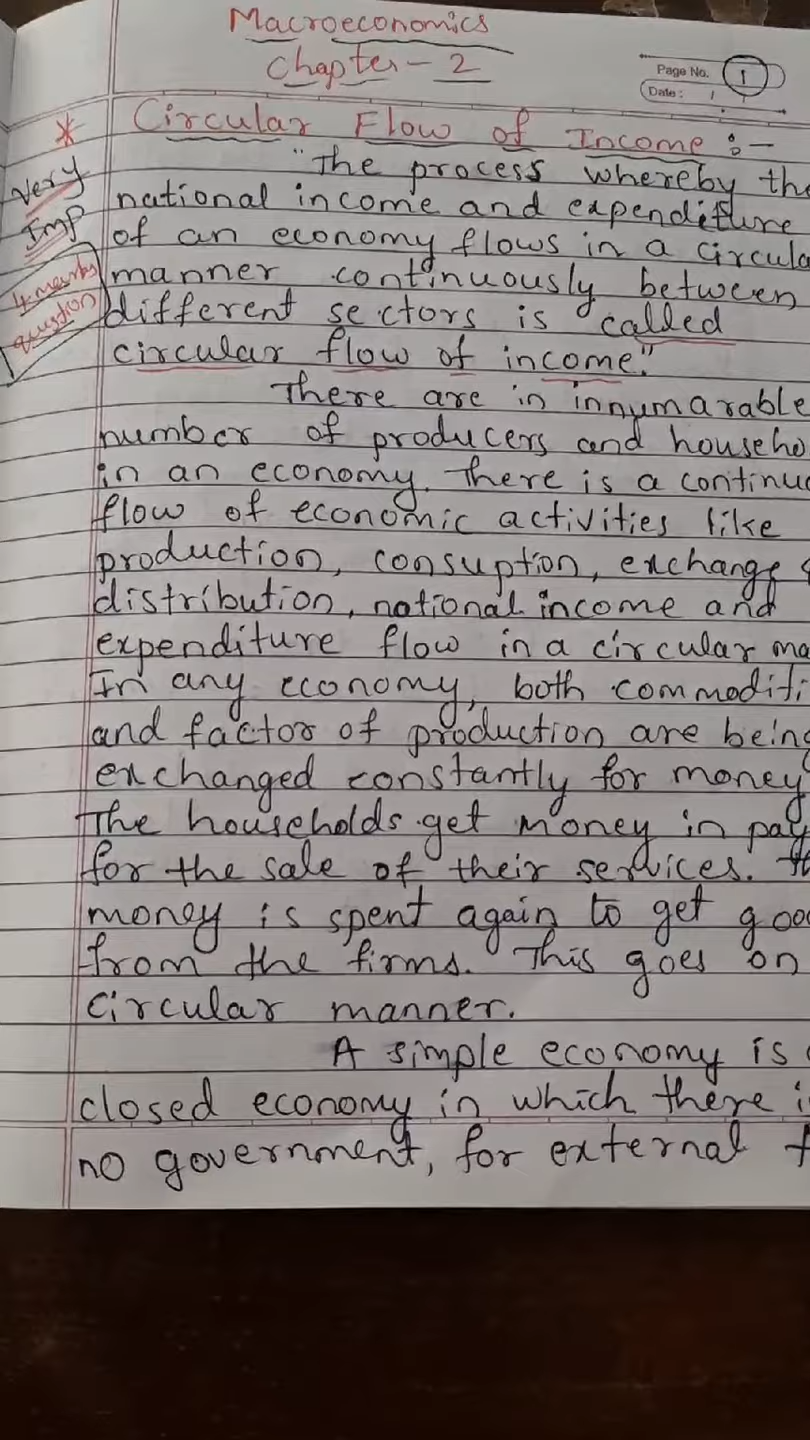 Macroeconomics
Chapter - 2
Page No. 1
Date : /
* Circular Flow of Income :-
Very
Imp
4 marks
question
"The process whereby the
national income and expenditure
of an economy flows in a circula
manner continuously between
different sectors is called
circular flow of income."
There are in innumarable
number of producers and househo
in an economy. There is a continuo
flow of economic activities like
production, consuption, exchange
distribution, national income and
expenditure flow in a circular ma
In any economy, both commoditi
and factor of production are being
exchanged constantly for money
The households get money in pay
for the sale of their services. Th
money is spent again to get goo
from the firms. This goes on
circular manner.
A simple economy is
closed economy in which there i
no government, for external t